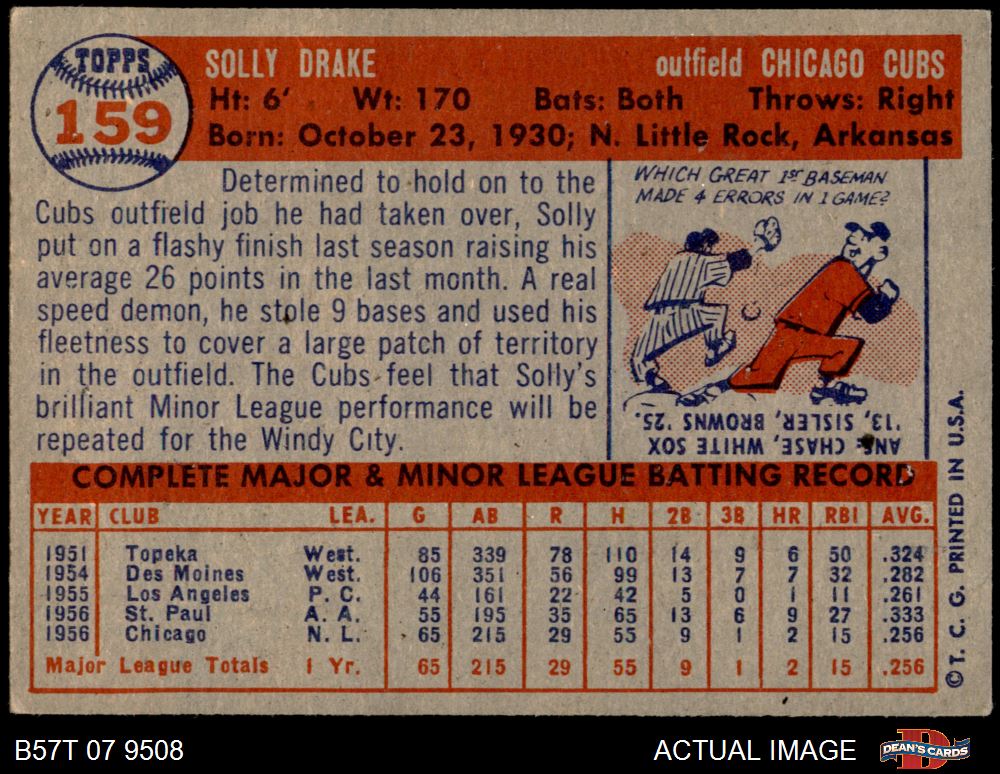 TOPPS
159
SOLLY DRAKE outfield CHICAGO CUBS
Ht: 6' Wt: 170 Bats: Both Throws: Right
Born: October 23, 1930; N. Little Rock, Arkansas
Determined to hold on to the
Cubs outfield job he had taken over, Solly
put on a flashy finish last season raising his
average 26 points in the last month. A real
speed demon, he stole 9 bases and used his
fleetness to cover a large patch of territory
in the outfield. The Cubs feel that Solly's
brilliant Minor League performance will be
repeated for the Windy City.
WHICH GREAT 1ST BASEMAN
MADE 4 ERRORS IN 1 GAME?
ANS: CHASE, WHITE SOX
'13, SISLER, BROWNS '25.
COMPLETE MAJOR & MINOR LEAGUE BATTING RECORD
YEAR CLUB LEA. G AB R H 2B 3B HR RBI AVG.
1951 Topeka West. 85 339 78 110 14 9 6 50 .324
1954 Des Moines West. 106 351 56 99 13 7 7 32 .282
1955 Los Angeles P. C. 44 161 22 42 5 0 1 11 .261
1956 St. Paul A. A. 55 195 35 65 13 6 9 27 .333
1956 Chicago N. L. 65 215 29 55 9 1 2 15 .256
Major League Totals 1 Yr. 65 215 29 55 9 1 2 15 .256
©T. C. G. PRINTED IN U.S.A.
B57T 07 9508 ACTUAL IMAGE DEAN'S CARDS